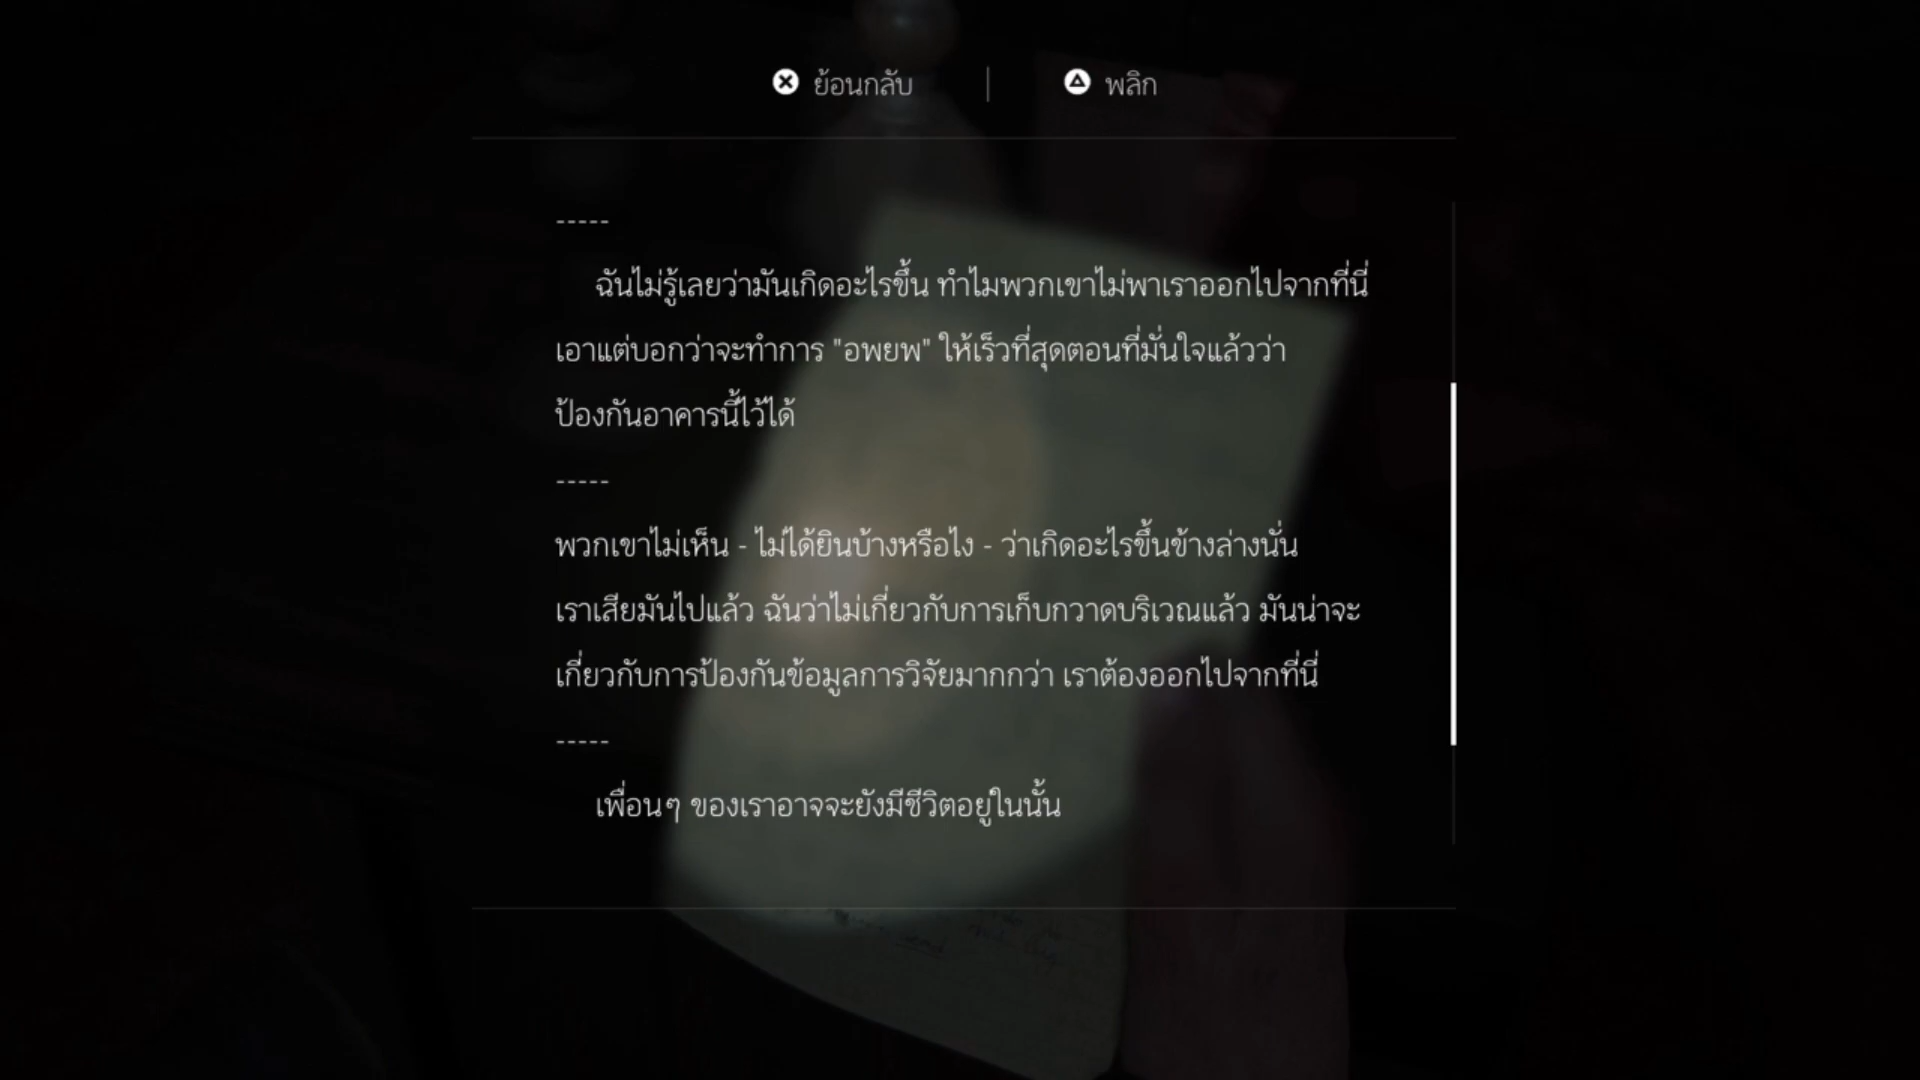 ย้อนกลับ | พลิก
-----
ฉันไม่รู้เลยว่ามันเกิดอะไรขึ้น ทำไมพวกเขาไม่พาเราออกไปจากที่นี่
เอาแต่บอกว่าจะทำการ "อพยพ" ให้เร็วที่สุดตอนที่มั่นใจแล้วว่า
ป้องกันอาคารนี้ไว้ได้
-----
พวกเขาไม่เห็น - ไม่ได้ยินบ้างหรือไง - ว่าเกิดอะไรขึ้นข้างล่างนั่น
เราเสียมันไปแล้ว ฉันว่าไม่เกี่ยวกับการเก็บกวาดบริเวณแล้ว มันน่าจะ
เกี่ยวกับการป้องกันข้อมูลการวิจัยมากกว่า เราต้องออกไปจากที่นี่
-----
เพื่อนๆ ของเราอาจจะยังมีชีวิตอยู่ในนั้น